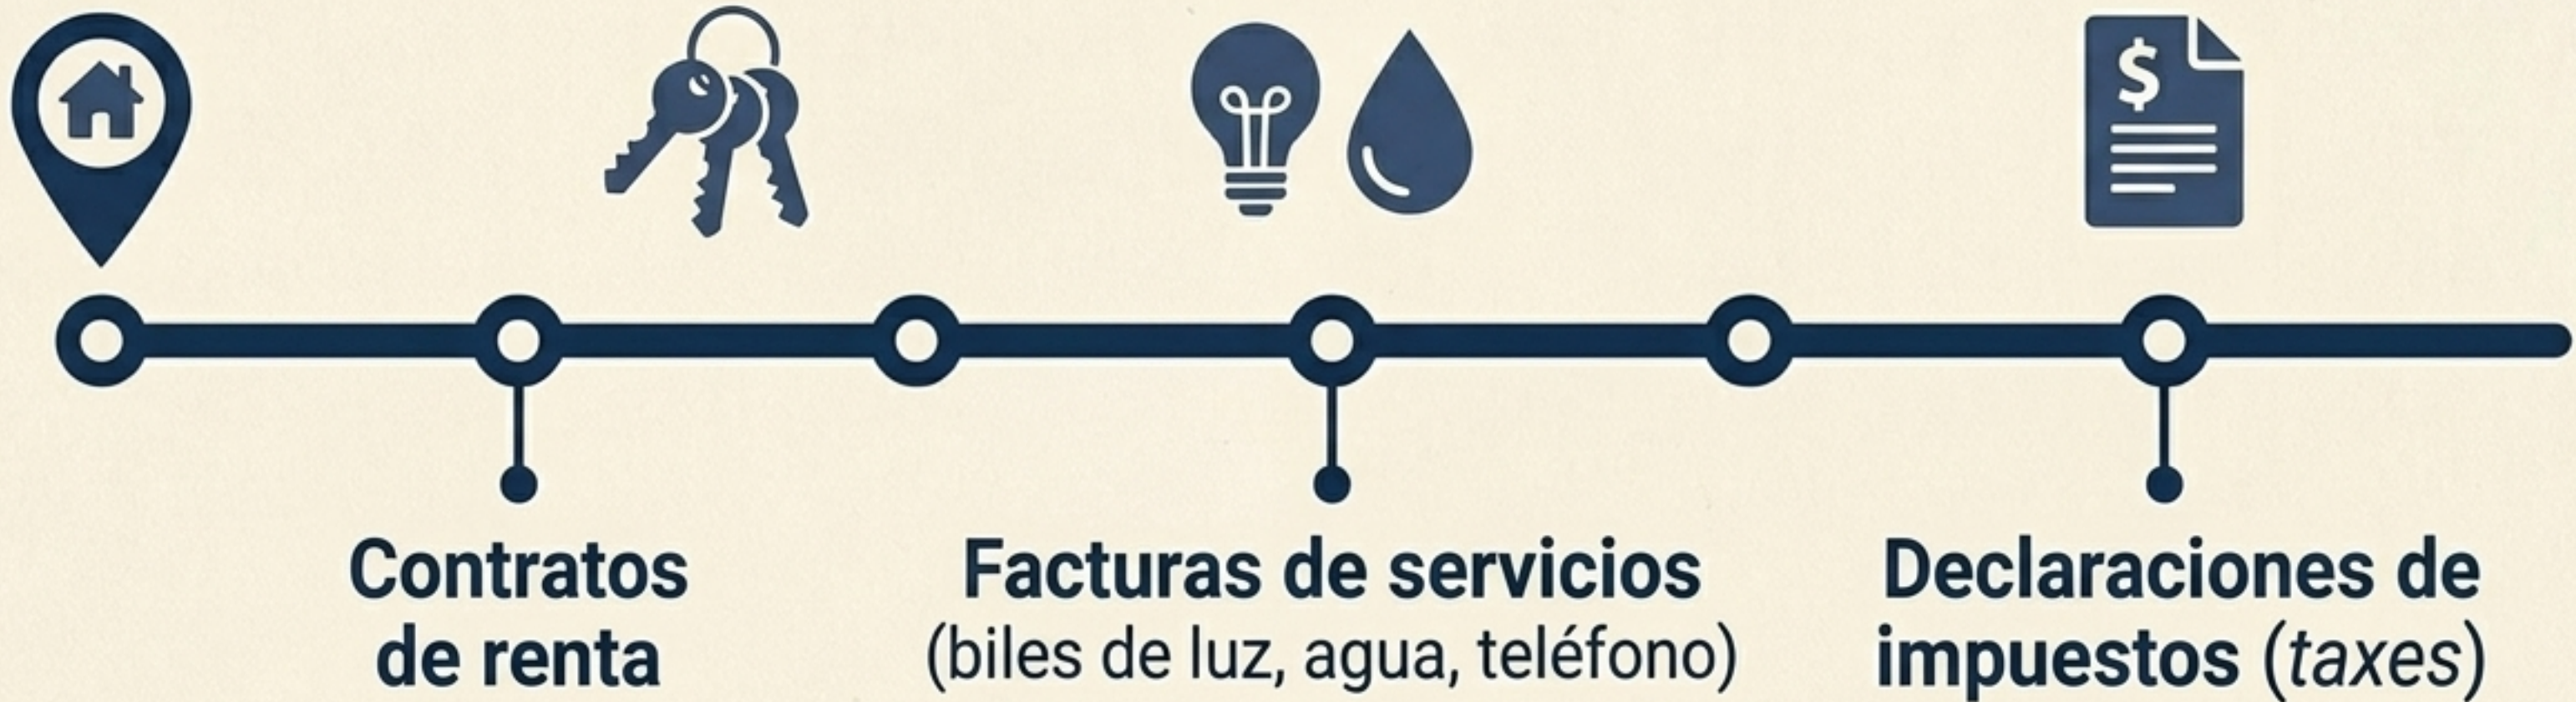 $
Contratos
de renta
Facturas de servicios
(biles de luz, agua, teléfono)
Declaraciones de
impuestos (taxes)